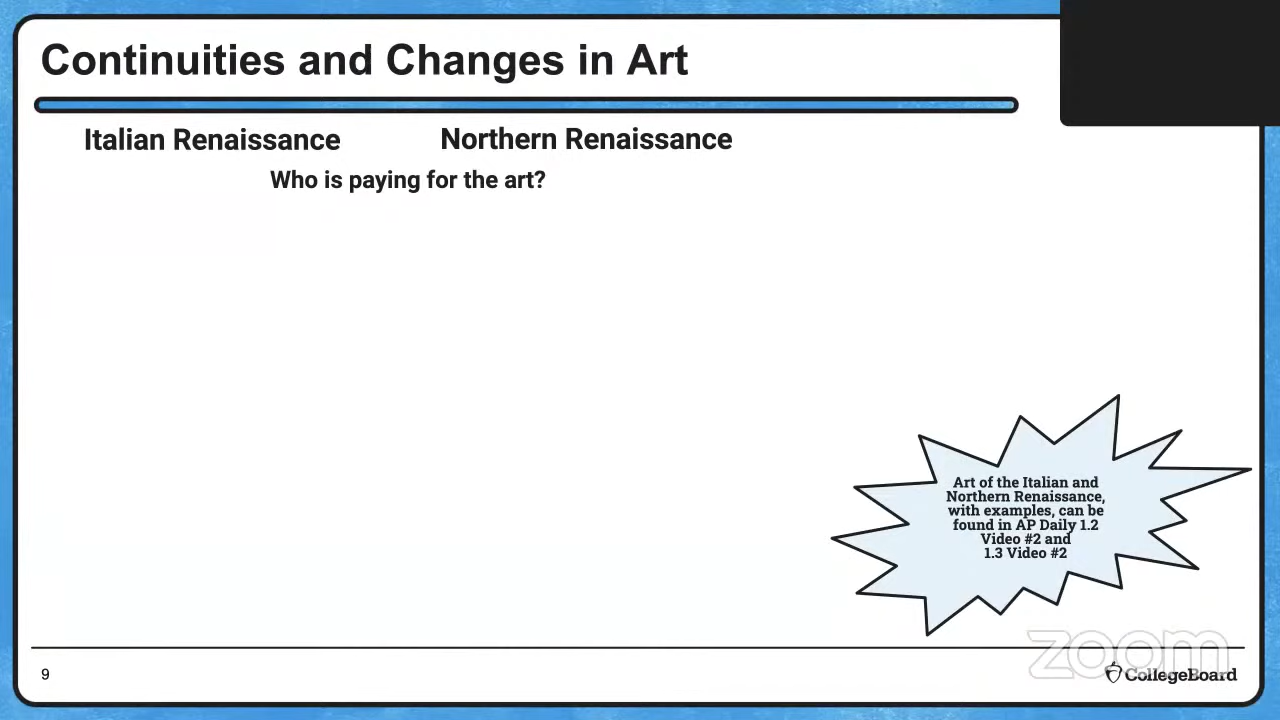 Continuities and Changes in Art
Italian Renaissance
Northern Renaissance
Who is paying for the art?
Art of the Italian and
Northern Renaissance,
with examples, can be
found in AP Daily 1.2
Video #2 and
1.3 Video #2
zoom
9
CollegeBoard